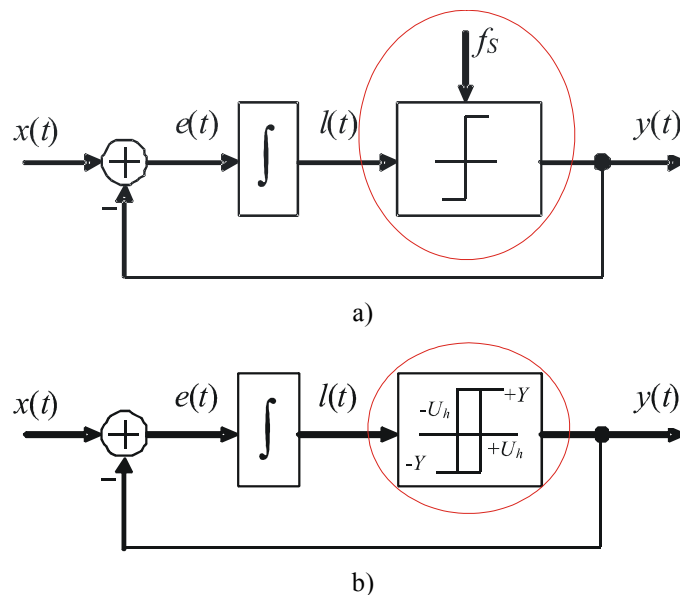 f_S
x(t) e(t) ∫ l(t) y(t)
+
−
a)
x(t) e(t) ∫ l(t) -U_h +Y y(t)
+
-Y +U_h
−
b)